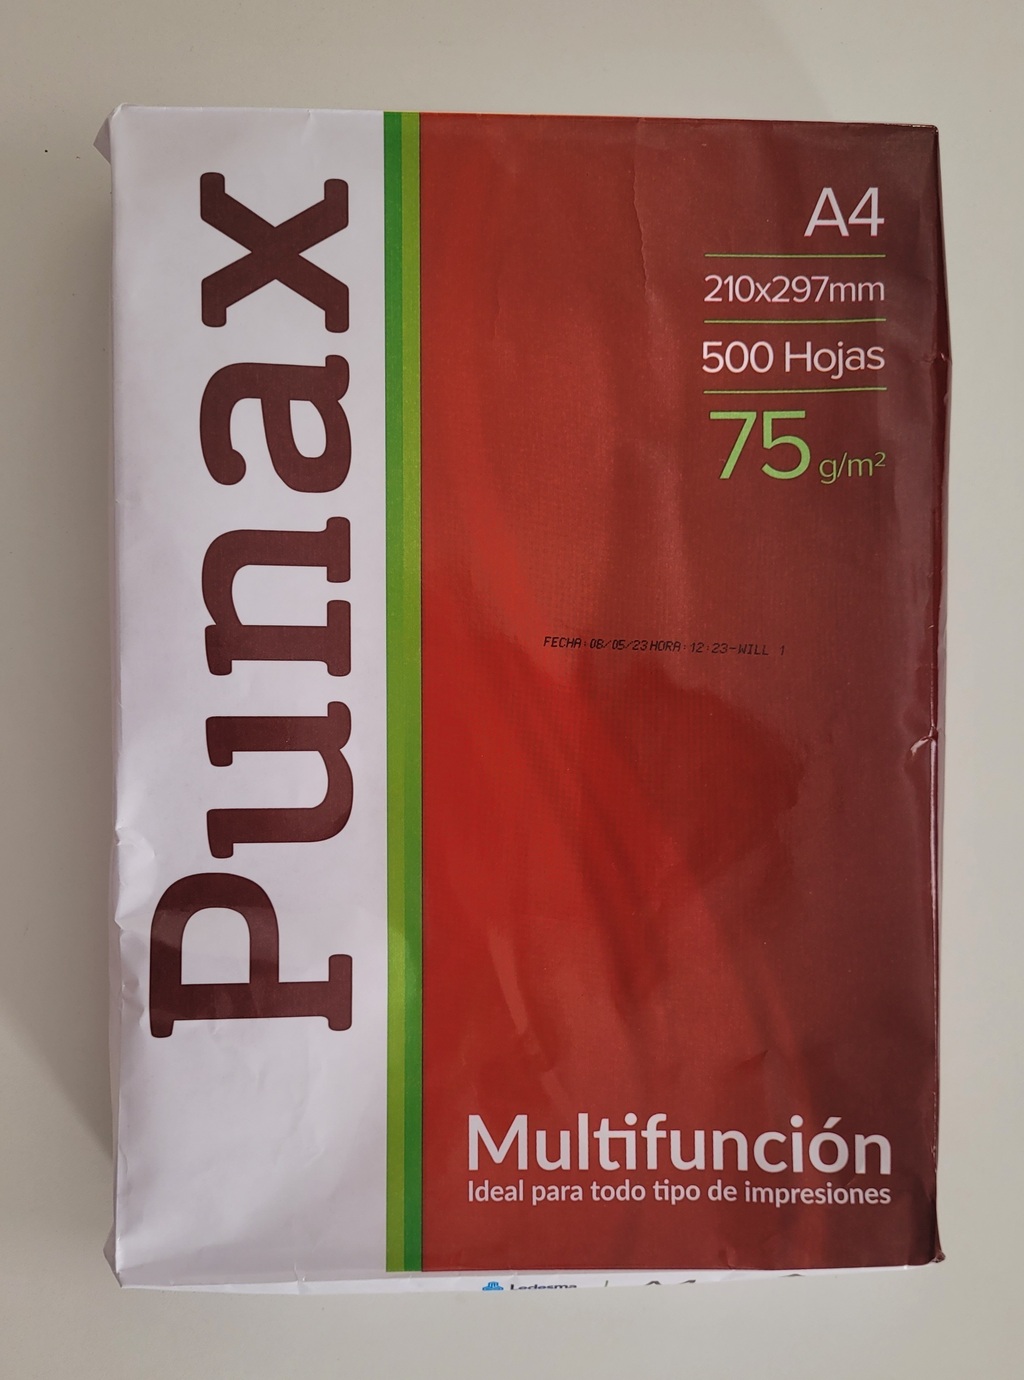 Punax
A4
210x297mm
500 Hojas
75 g/m²
FECHA:08/05/23 HORA:12:23-WILL 1
Multifunción
Ideal para todo tipo de impresiones
Ledesma